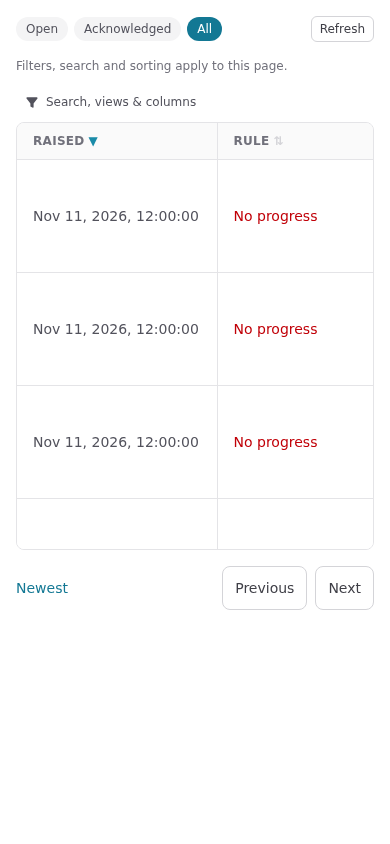 Open Acknowledged All Refresh
Filters, search and sorting apply to this page.
Search, views & columns
RAISED ▼ RULE ⇅
Nov 11, 2026, 12:00:00 No progress
Nov 11, 2026, 12:00:00 No progress
Nov 11, 2026, 12:00:00 No progress
Newest Previous Next